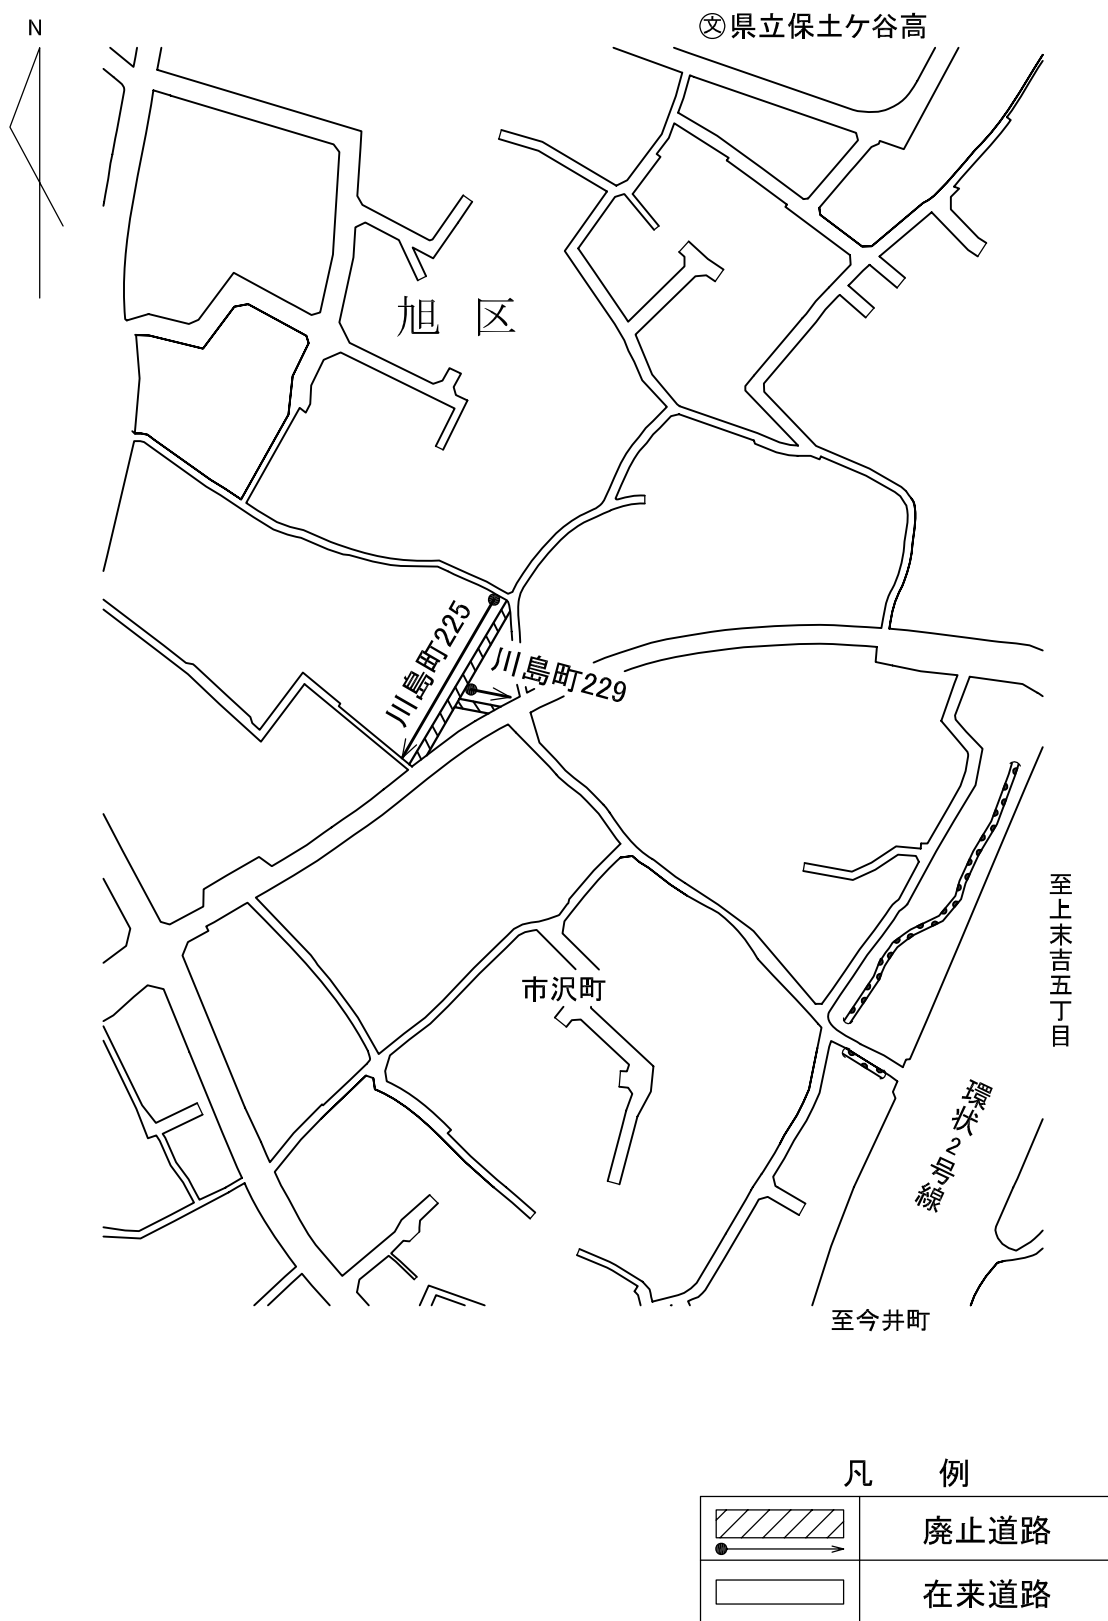 N
㊛県立保土ケ谷高
旭 区
川島町225
川島町229
至上末吉五丁目
市沢町
環状2号線
至今井町
凡 例
廃止道路
在来道路